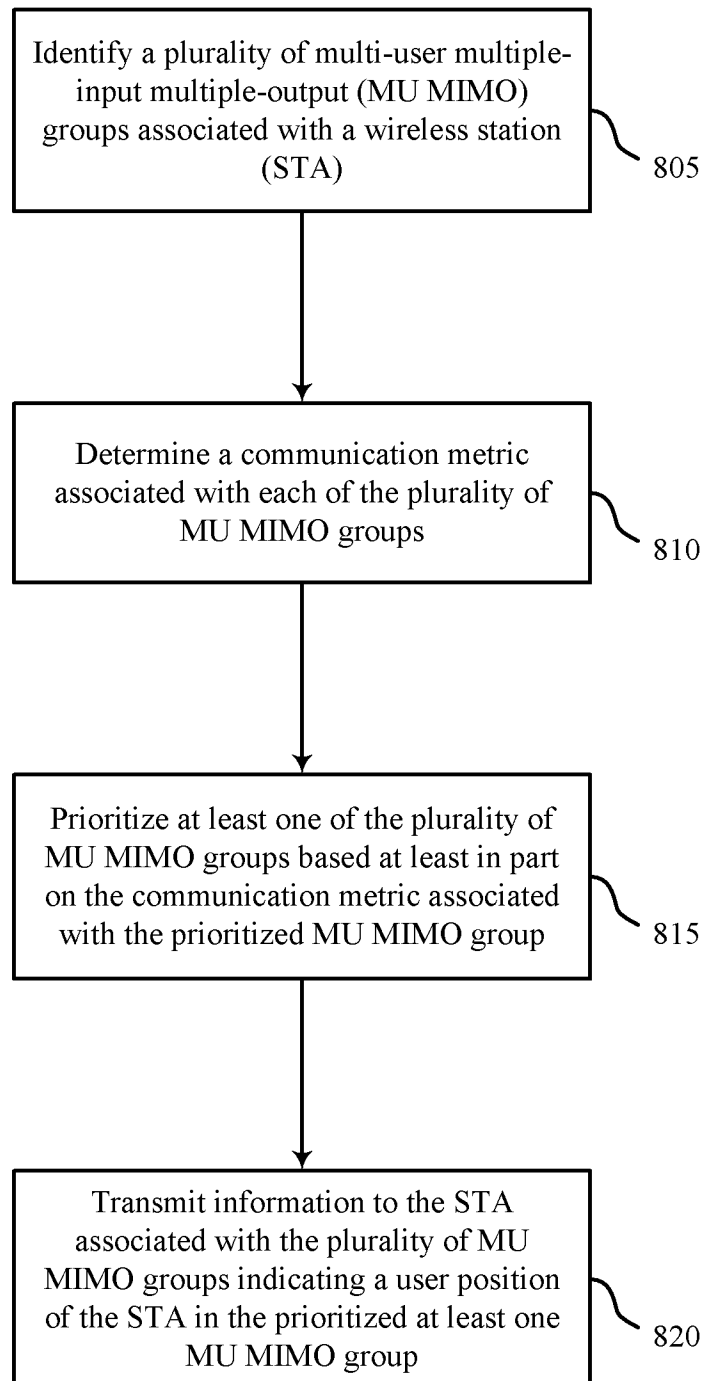 Identify a plurality of multi-user multiple-
input multiple-output (MU MIMO)
groups associated with a wireless station
(STA)
805
Determine a communication metric
associated with each of the plurality of
MU MIMO groups
810
Prioritize at least one of the plurality of
MU MIMO groups based at least in part
on the communication metric associated
with the prioritized MU MIMO group
815
Transmit information to the STA
associated with the plurality of MU
MIMO groups indicating a user position
of the STA in the prioritized at least one
MU MIMO group
820